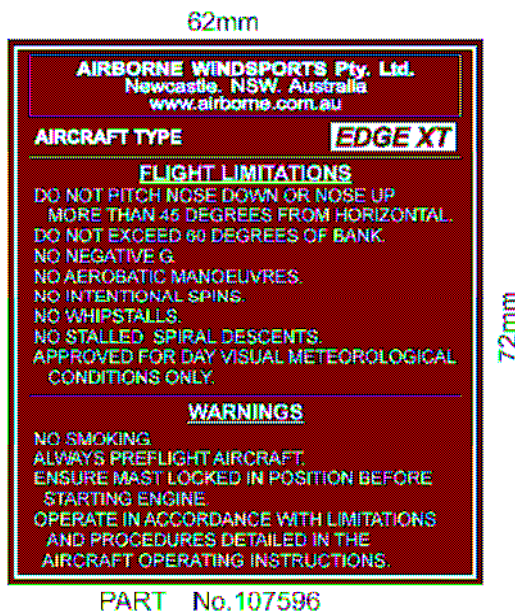 62mm
AIRBORNE WINDSPORTS Pty. Ltd.
Newcastle. NSW. Australia
www.airborne.com.au
AIRCRAFT TYPE EDGE XT
FLIGHT LIMITATIONS
DO NOT PITCH NOSE DOWN OR NOSE UP
MORE THAN 45 DEGREES FROM HORIZONTAL.
DO NOT EXCEED 60 DEGREES OF BANK.
NO NEGATIVE G.
NO AEROBATIC MANOEUVRES.
NO INTENTIONAL SPINS.
NO WHIPSTALLS.
NO STALLED SPIRAL DESCENTS.
APPROVED FOR DAY VISUAL METEOROLOGICAL
CONDITIONS ONLY.
72mm
WARNINGS
NO SMOKING.
ALWAYS PREFLIGHT AIRCRAFT.
ENSURE MAST LOCKED IN POSITION BEFORE
STARTING ENGINE
OPERATE IN ACCORDANCE WITH LIMITATIONS
AND PROCEDURES DETAILED IN THE
AIRCRAFT OPERATING INSTRUCTIONS.
PART No.107596